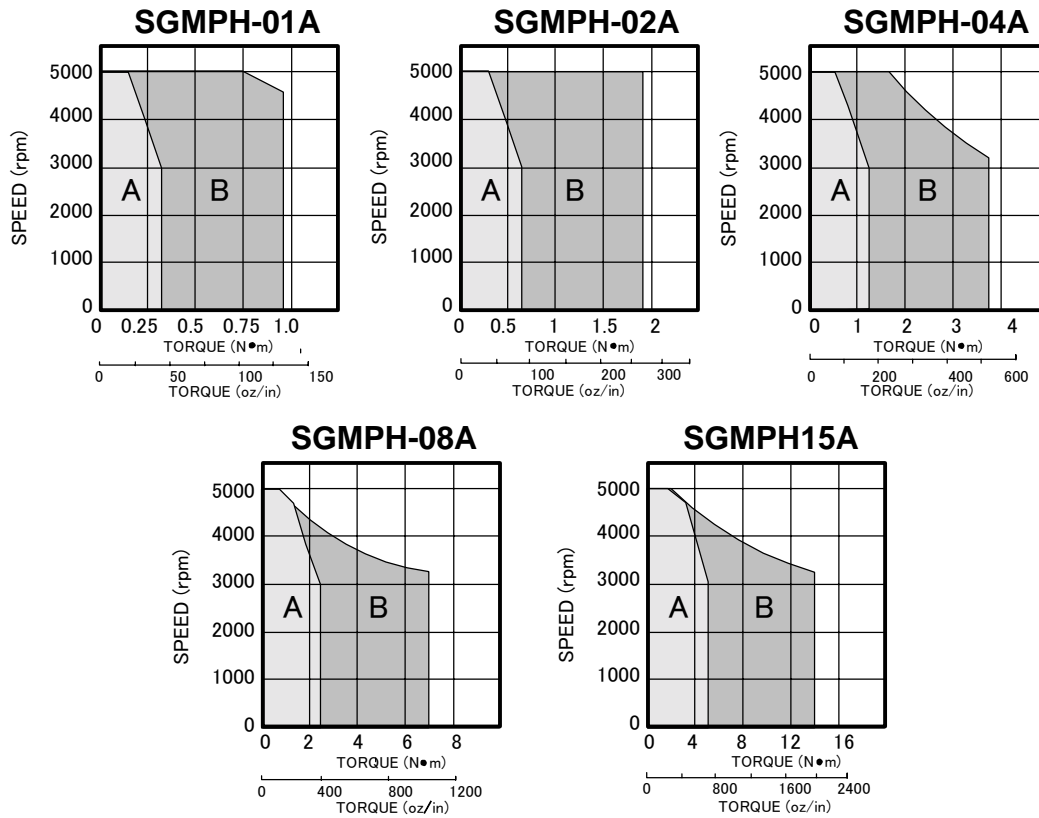 SGMPH-01A
SPEED (rpm)
5000
4000
3000
2000
1000
0
A
B
0 0.25 0.5 0.75 1.0
TORQUE (N•m)
0 50 100 150
TORQUE (oz/in)
SGMPH-02A
SPEED (rpm)
5000
4000
3000
2000
1000
0
A
B
0 0.5 1 1.5 2
TORQUE (N•m)
0 100 200 300
TORQUE (oz/in)
SGMPH-04A
SPEED (rpm)
5000
4000
3000
2000
1000
0
A
B
0 1 2 3 4
TORQUE (N•m)
0 200 400 600
TORQUE (oz/in)
SGMPH-08A
SPEED (rpm)
5000
4000
3000
2000
1000
0
A
B
0 2 4 6 8
TORQUE (N•m)
0 400 800 1200
TORQUE (oz/in)
SGMPH15A
SPEED (rpm)
5000
4000
3000
2000
1000
0
A
B
0 4 8 12 16
TORQUE (N•m)
0 800 1600 2400
TORQUE (oz/in)